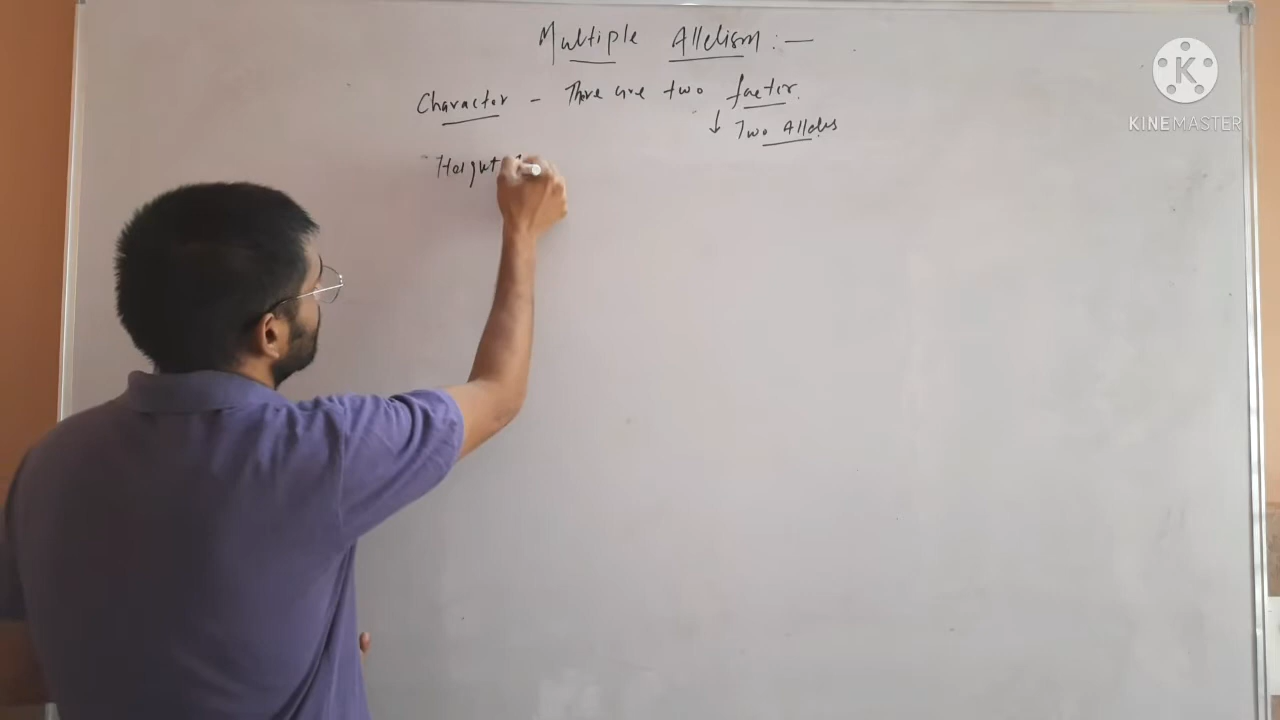 Multiple Allelism : —
Character - There are two factor.
↓ Two Alleles
Height
K
KINEMASTER